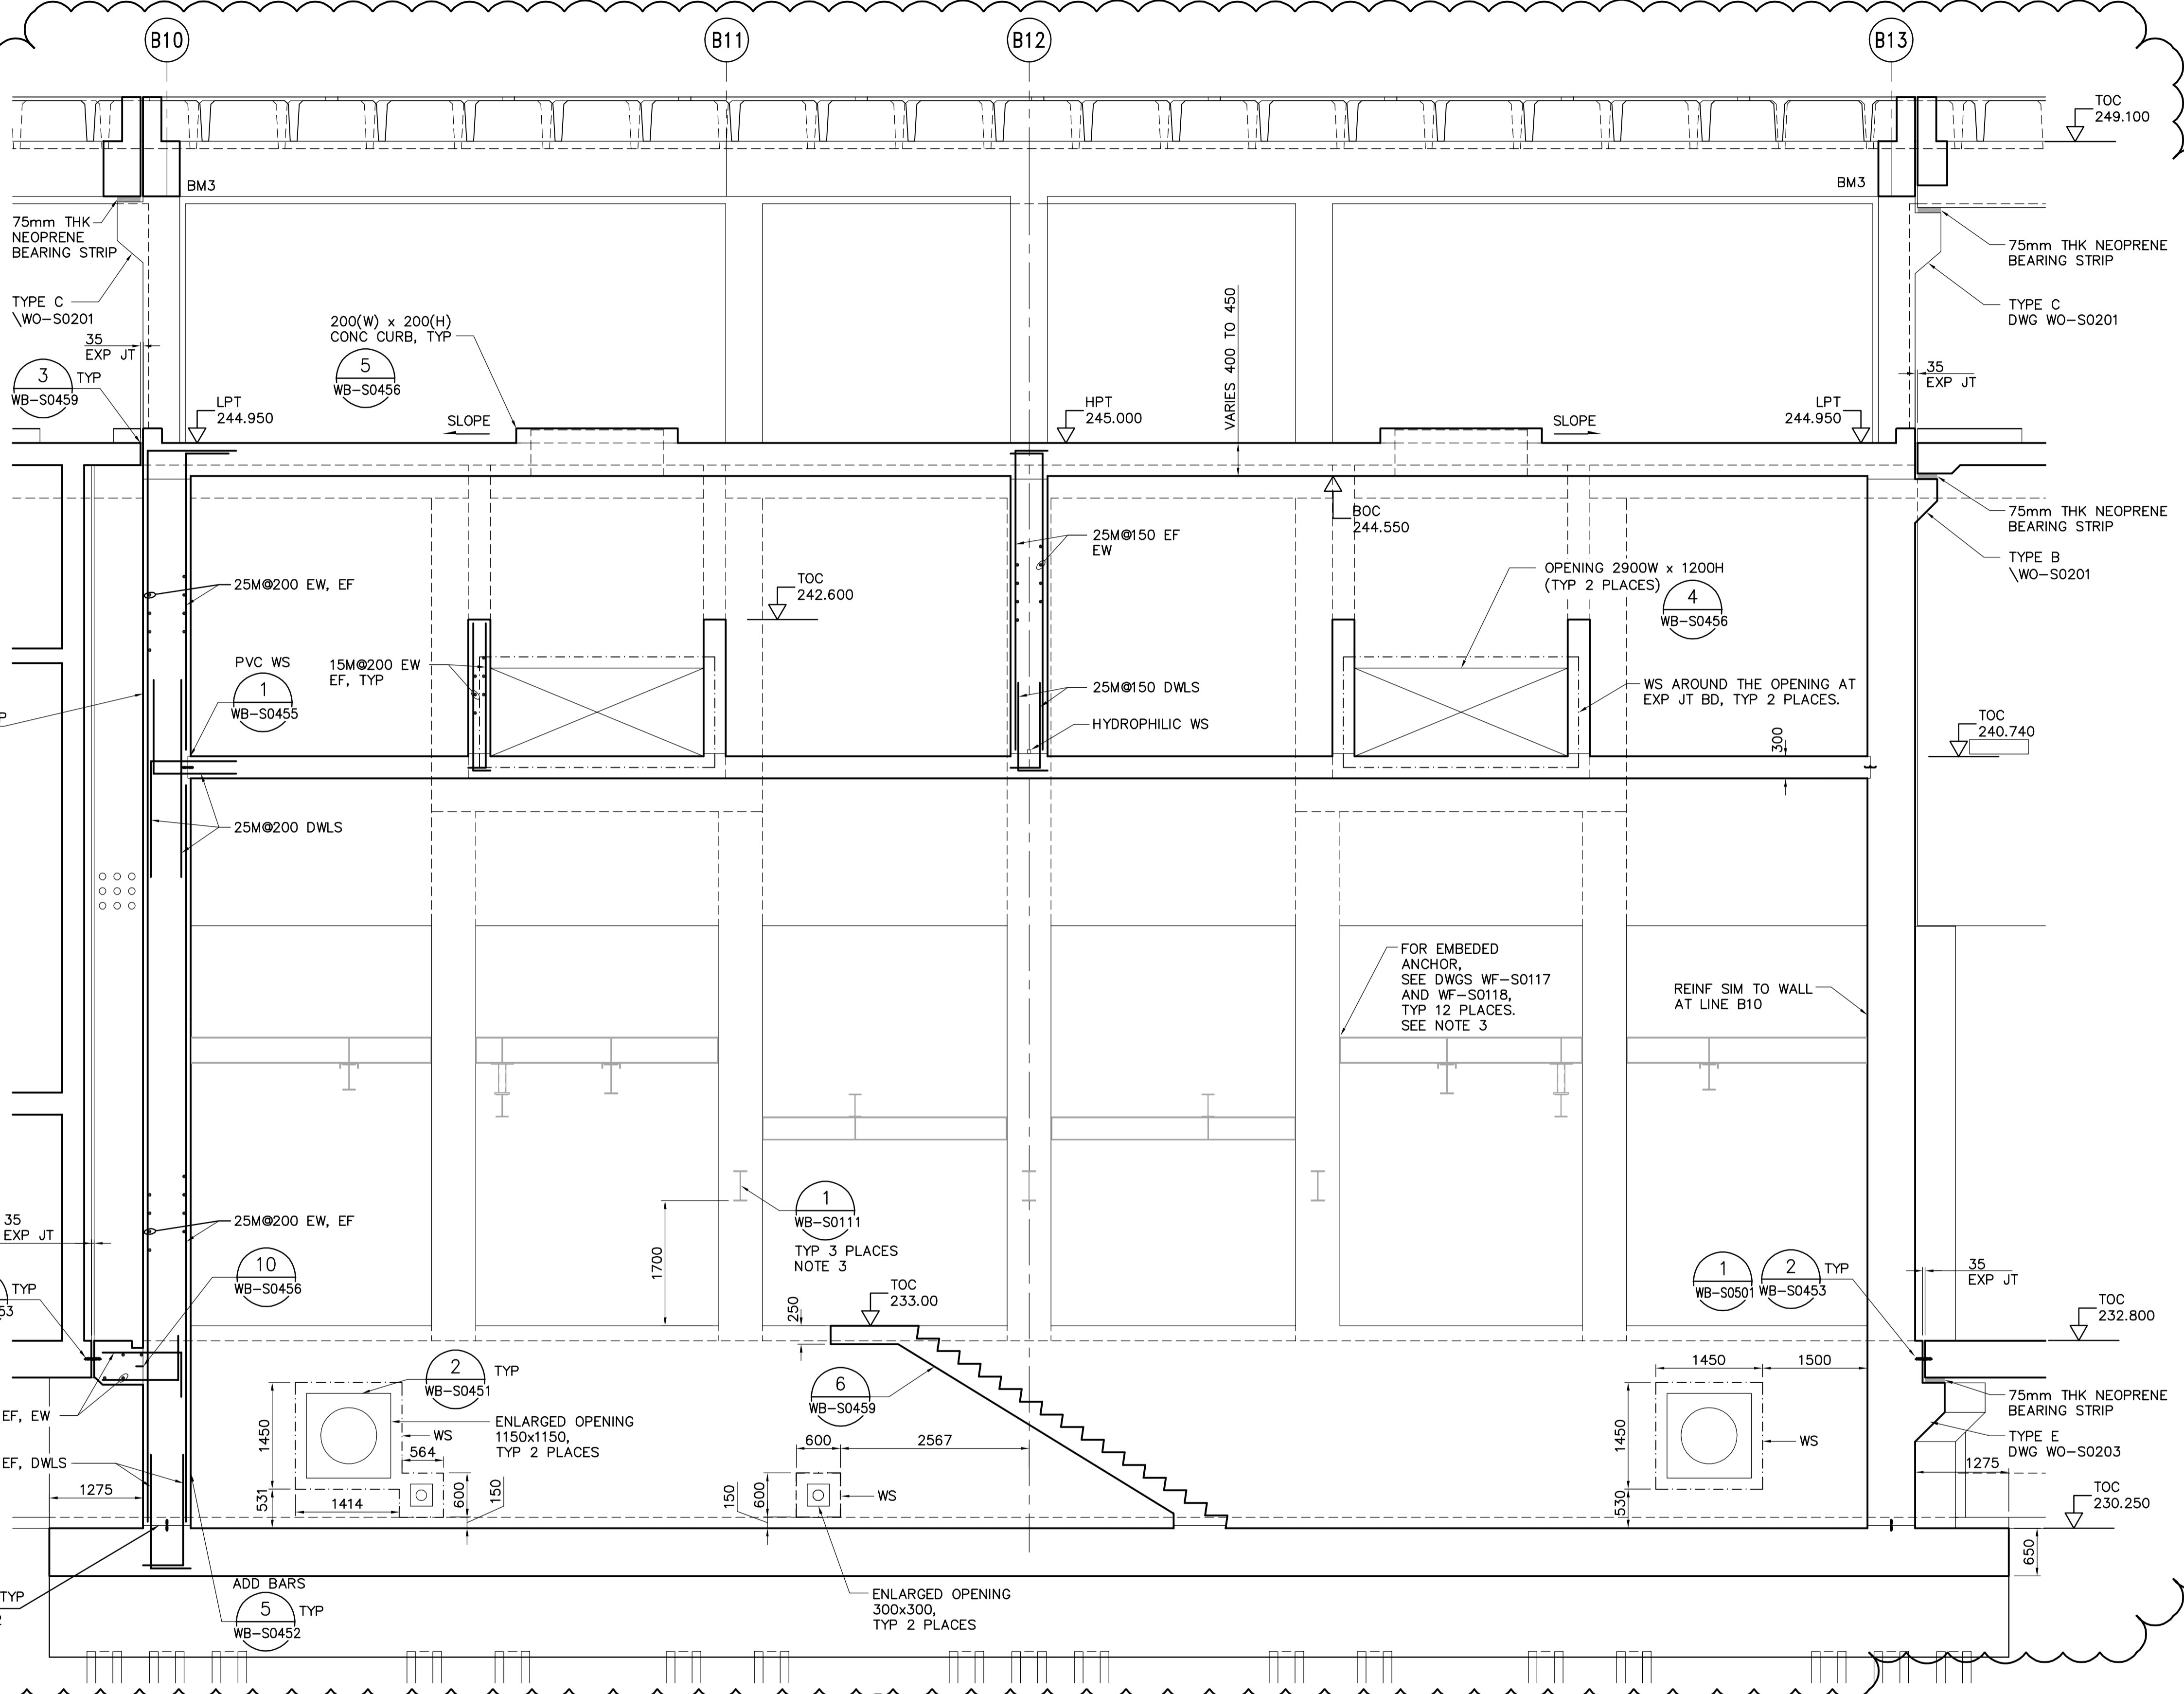 B10
B11
B12
B13
TOC
249.100
BM3
BM3
75mm THK
NEOPRENE
BEARING STRIP
75mm THK NEOPRENE
BEARING STRIP
TYPE C
\WO-S0201
TYPE C
DWG WO-S0201
200(W) x 200(H)
CONC CURB, TYP
5
WB-S0456
35
EXP JT
3
WB-S0459
TYP
VARIES 400 TO 450
35
EXP JT
LPT
244.950
SLOPE
HPT
245.000
SLOPE
LPT
244.950
BOC
244.550
75mm THK NEOPRENE
BEARING STRIP
TYPE B
\WO-S0201
25M@150 EF
EW
OPENING 2900W x 1200H
(TYP 2 PLACES)
4
WB-S0456
25M@200 EW, EF
TOC
242.600
PVC WS
1
WB-S0455
15M@200 EW
EF, TYP
25M@150 DWLS
HYDROPHILIC WS
WS AROUND THE OPENING AT
EXP JT BD, TYP 2 PLACES.
P
TOC
240.740
300
25M@200 DWLS
FOR EMBEDED
ANCHOR,
SEE DWGS WF-S0117
AND WF-S0118,
TYP 12 PLACES.
SEE NOTE 3
REINF SIM TO WALL
AT LINE B10
35
EXP JT
25M@200 EW, EF
10
WB-S0456
1700
1
WB-S0111
TYP 3 PLACES
NOTE 3
TYP
53
TOC
233.00
250
1
WB-S0501
2
WB-S0453
TYP
35
EXP JT
TOC
232.800
2
WB-S0451
TYP
6
WB-S0459
1450
1500
75mm THK NEOPRENE
BEARING STRIP
TYPE E
DWG WO-S0203
EF, EW
1450
ENLARGED OPENING
1150x1150,
TYP 2 PLACES
WS
564
600
2567
1450
WS
EF, DWLS
1275
531
1414
600
150
150
600
WS
530
1275
TOC
230.250
650
TYP
2
ADD BARS
5
WB-S0452
TYP
ENLARGED OPENING
300x300,
TYP 2 PLACES